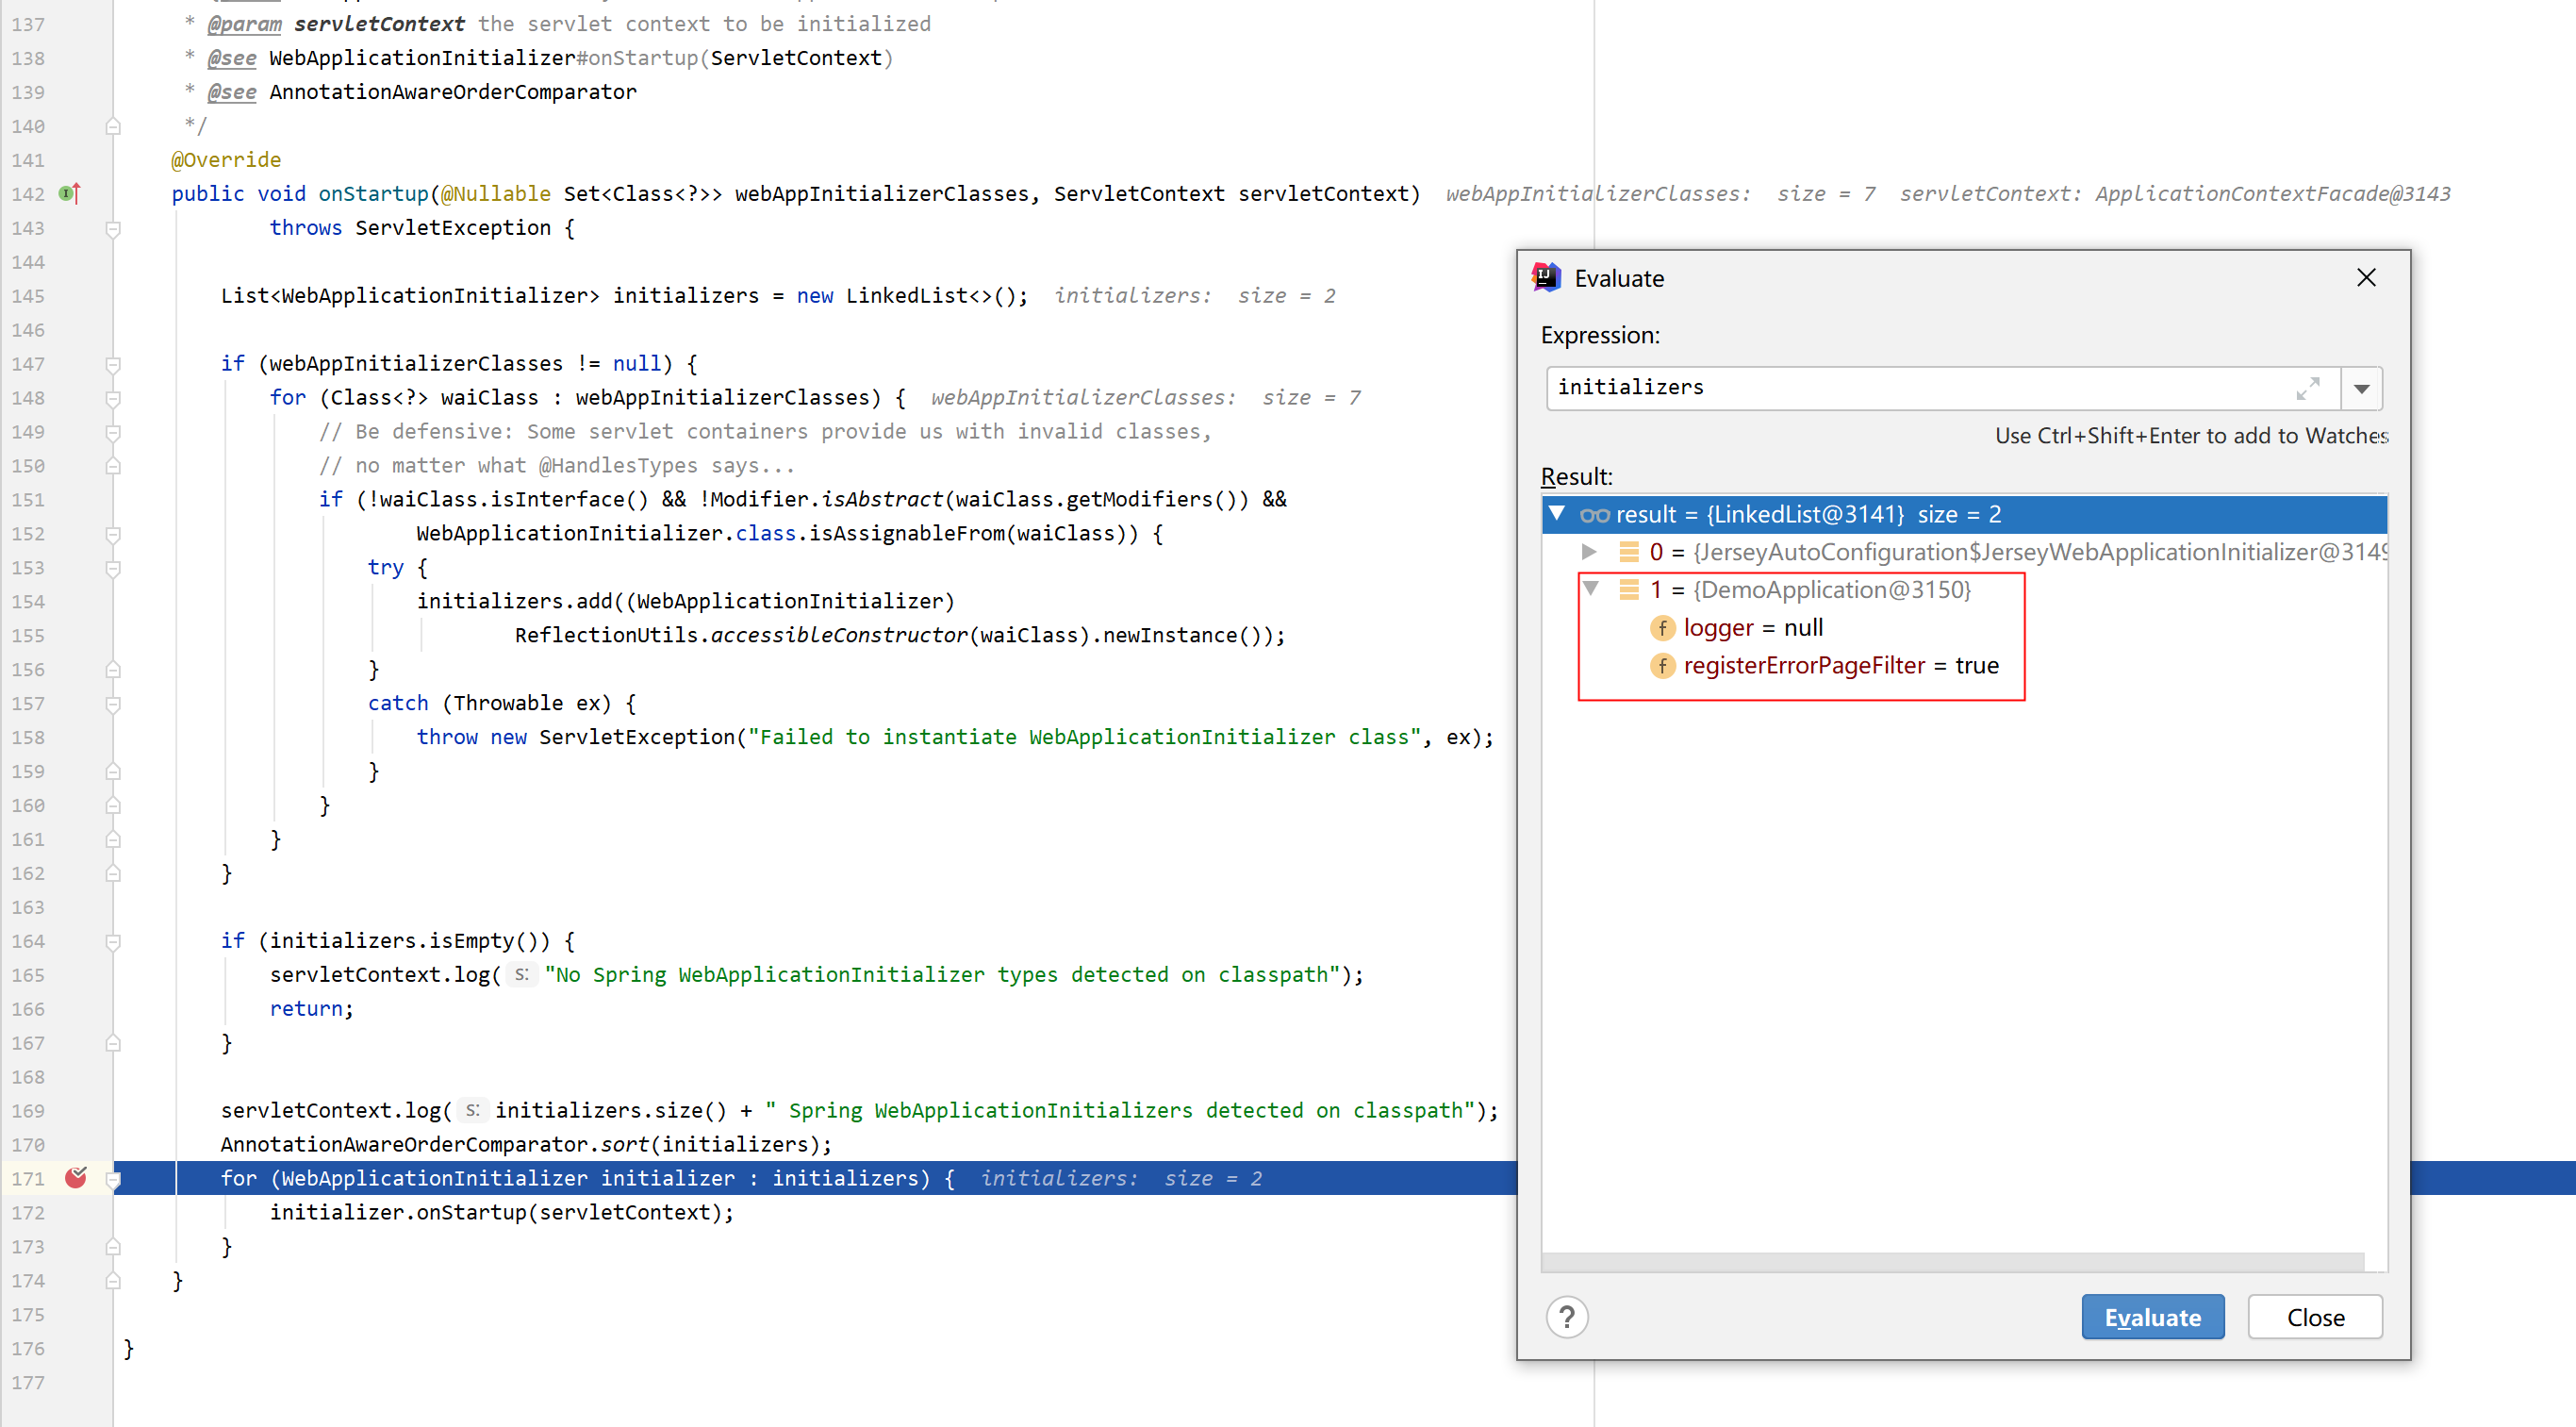 137 * @param servletContext the servlet context to be initialized
138 * @see WebApplicationInitializer#onStartup(ServletContext)
139 * @see AnnotationAwareOrderComparator
140 */
141 @Override
142 public void onStartup(@Nullable Set<Class<?>> webAppInitializerClasses, ServletContext servletContext) webAppInitializerClasses: size = 7 servletContext: ApplicationContextFacade@3143
143 throws ServletException {
144
145 List<WebApplicationInitializer> initializers = new LinkedList<>(); initializers: size = 2
146
147 if (webAppInitializerClasses != null) {
148 for (Class<?> waiClass : webAppInitializerClasses) { webAppInitializerClasses: size = 7
149 // Be defensive: Some servlet containers provide us with invalid classes,
150 // no matter what @HandlesTypes says...
151 if (!waiClass.isInterface() && !Modifier.isAbstract(waiClass.getModifiers()) &&
152 WebApplicationInitializer.class.isAssignableFrom(waiClass)) {
153 try {
154 initializers.add((WebApplicationInitializer)
155 ReflectionUtils.accessibleConstructor(waiClass).newInstance());
156 }
157 catch (Throwable ex) {
158 throw new ServletException("Failed to instantiate WebApplicationInitializer class", ex);
159 }
160 }
161 }
162 }
163
164 if (initializers.isEmpty()) {
165 servletContext.log( s: "No Spring WebApplicationInitializer types detected on classpath");
166 return;
167 }
168
169 servletContext.log( s: initializers.size() + " Spring WebApplicationInitializers detected on classpath");
170 AnnotationAwareOrderComparator.sort(initializers);
171 for (WebApplicationInitializer initializer : initializers) { initializers: size = 2
172 initializer.onStartup(servletContext);
173 }
174 }
175
176 }
177
Evaluate
Expression:
initializers
Use Ctrl+Shift+Enter to add to Watches
Result:
result = {LinkedList@3141} size = 2
0 = {JerseyAutoConfiguration$JerseyWebApplicationInitializer@3149
1 = {DemoApplication@3150}
f logger = null
f registerErrorPageFilter = true
? Evaluate Close